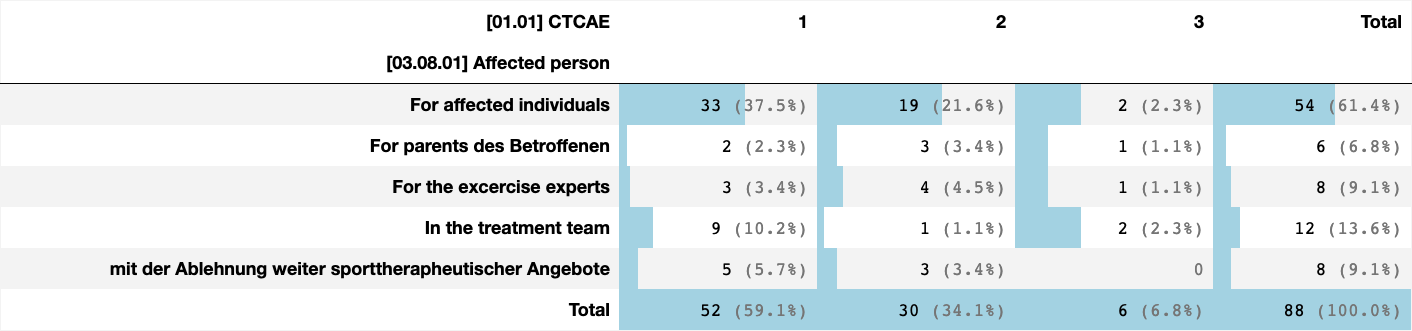 [01.01] CTCAE 1 2 3 Total
[03.08.01] Affected person
For affected individuals 33 (37.5%) 19 (21.6%) 2 (2.3%) 54 (61.4%)
For parents des Betroffenen 2 (2.3%) 3 (3.4%) 1 (1.1%) 6 (6.8%)
For the excercise experts 3 (3.4%) 4 (4.5%) 1 (1.1%) 8 (9.1%)
In the treatment team 9 (10.2%) 1 (1.1%) 2 (2.3%) 12 (13.6%)
mit der Ablehnung weiter sporttherapheutischer Angebote 5 (5.7%) 3 (3.4%) 0 8 (9.1%)
Total 52 (59.1%) 30 (34.1%) 6 (6.8%) 88 (100.0%)